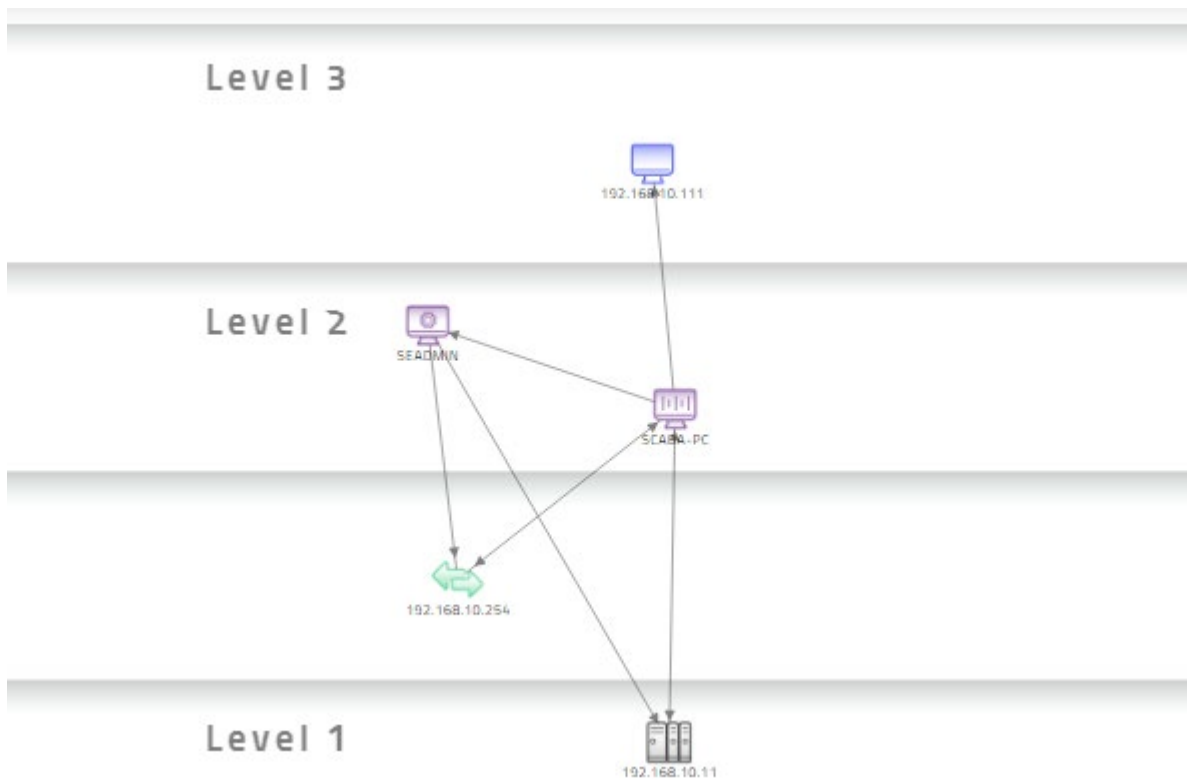 Level 3
192.168.10.111
Level 2
SEADMIN
SCADA-PC
192.168.10.254
Level 1
192.168.10.11